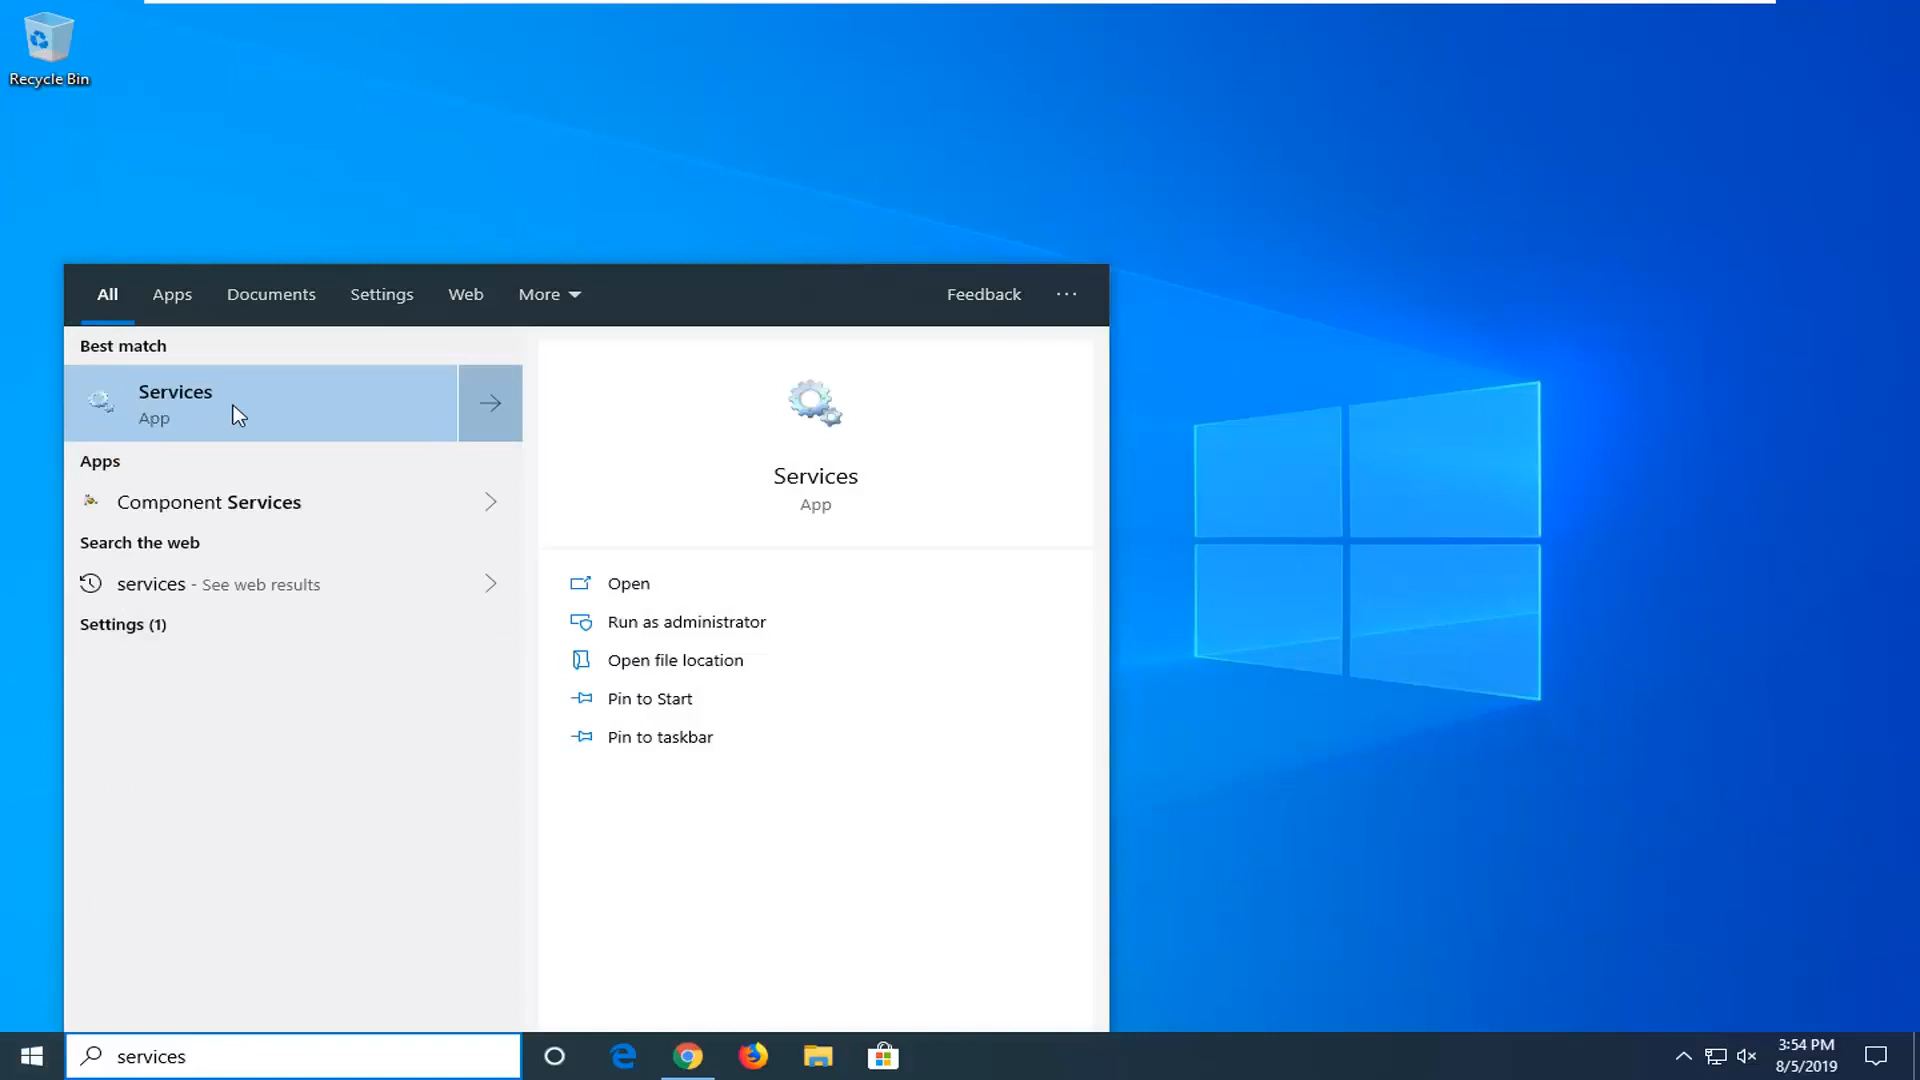 Recycle Bin
All Apps Documents Settings Web More Feedback ...
Best match
Services
App
Apps
Component Services
Search the web
services - See web results
Settings (1)
Services
App
Open
Run as administrator
Open file location
Pin to Start
Pin to taskbar
services
3:54 PM
8/5/2019